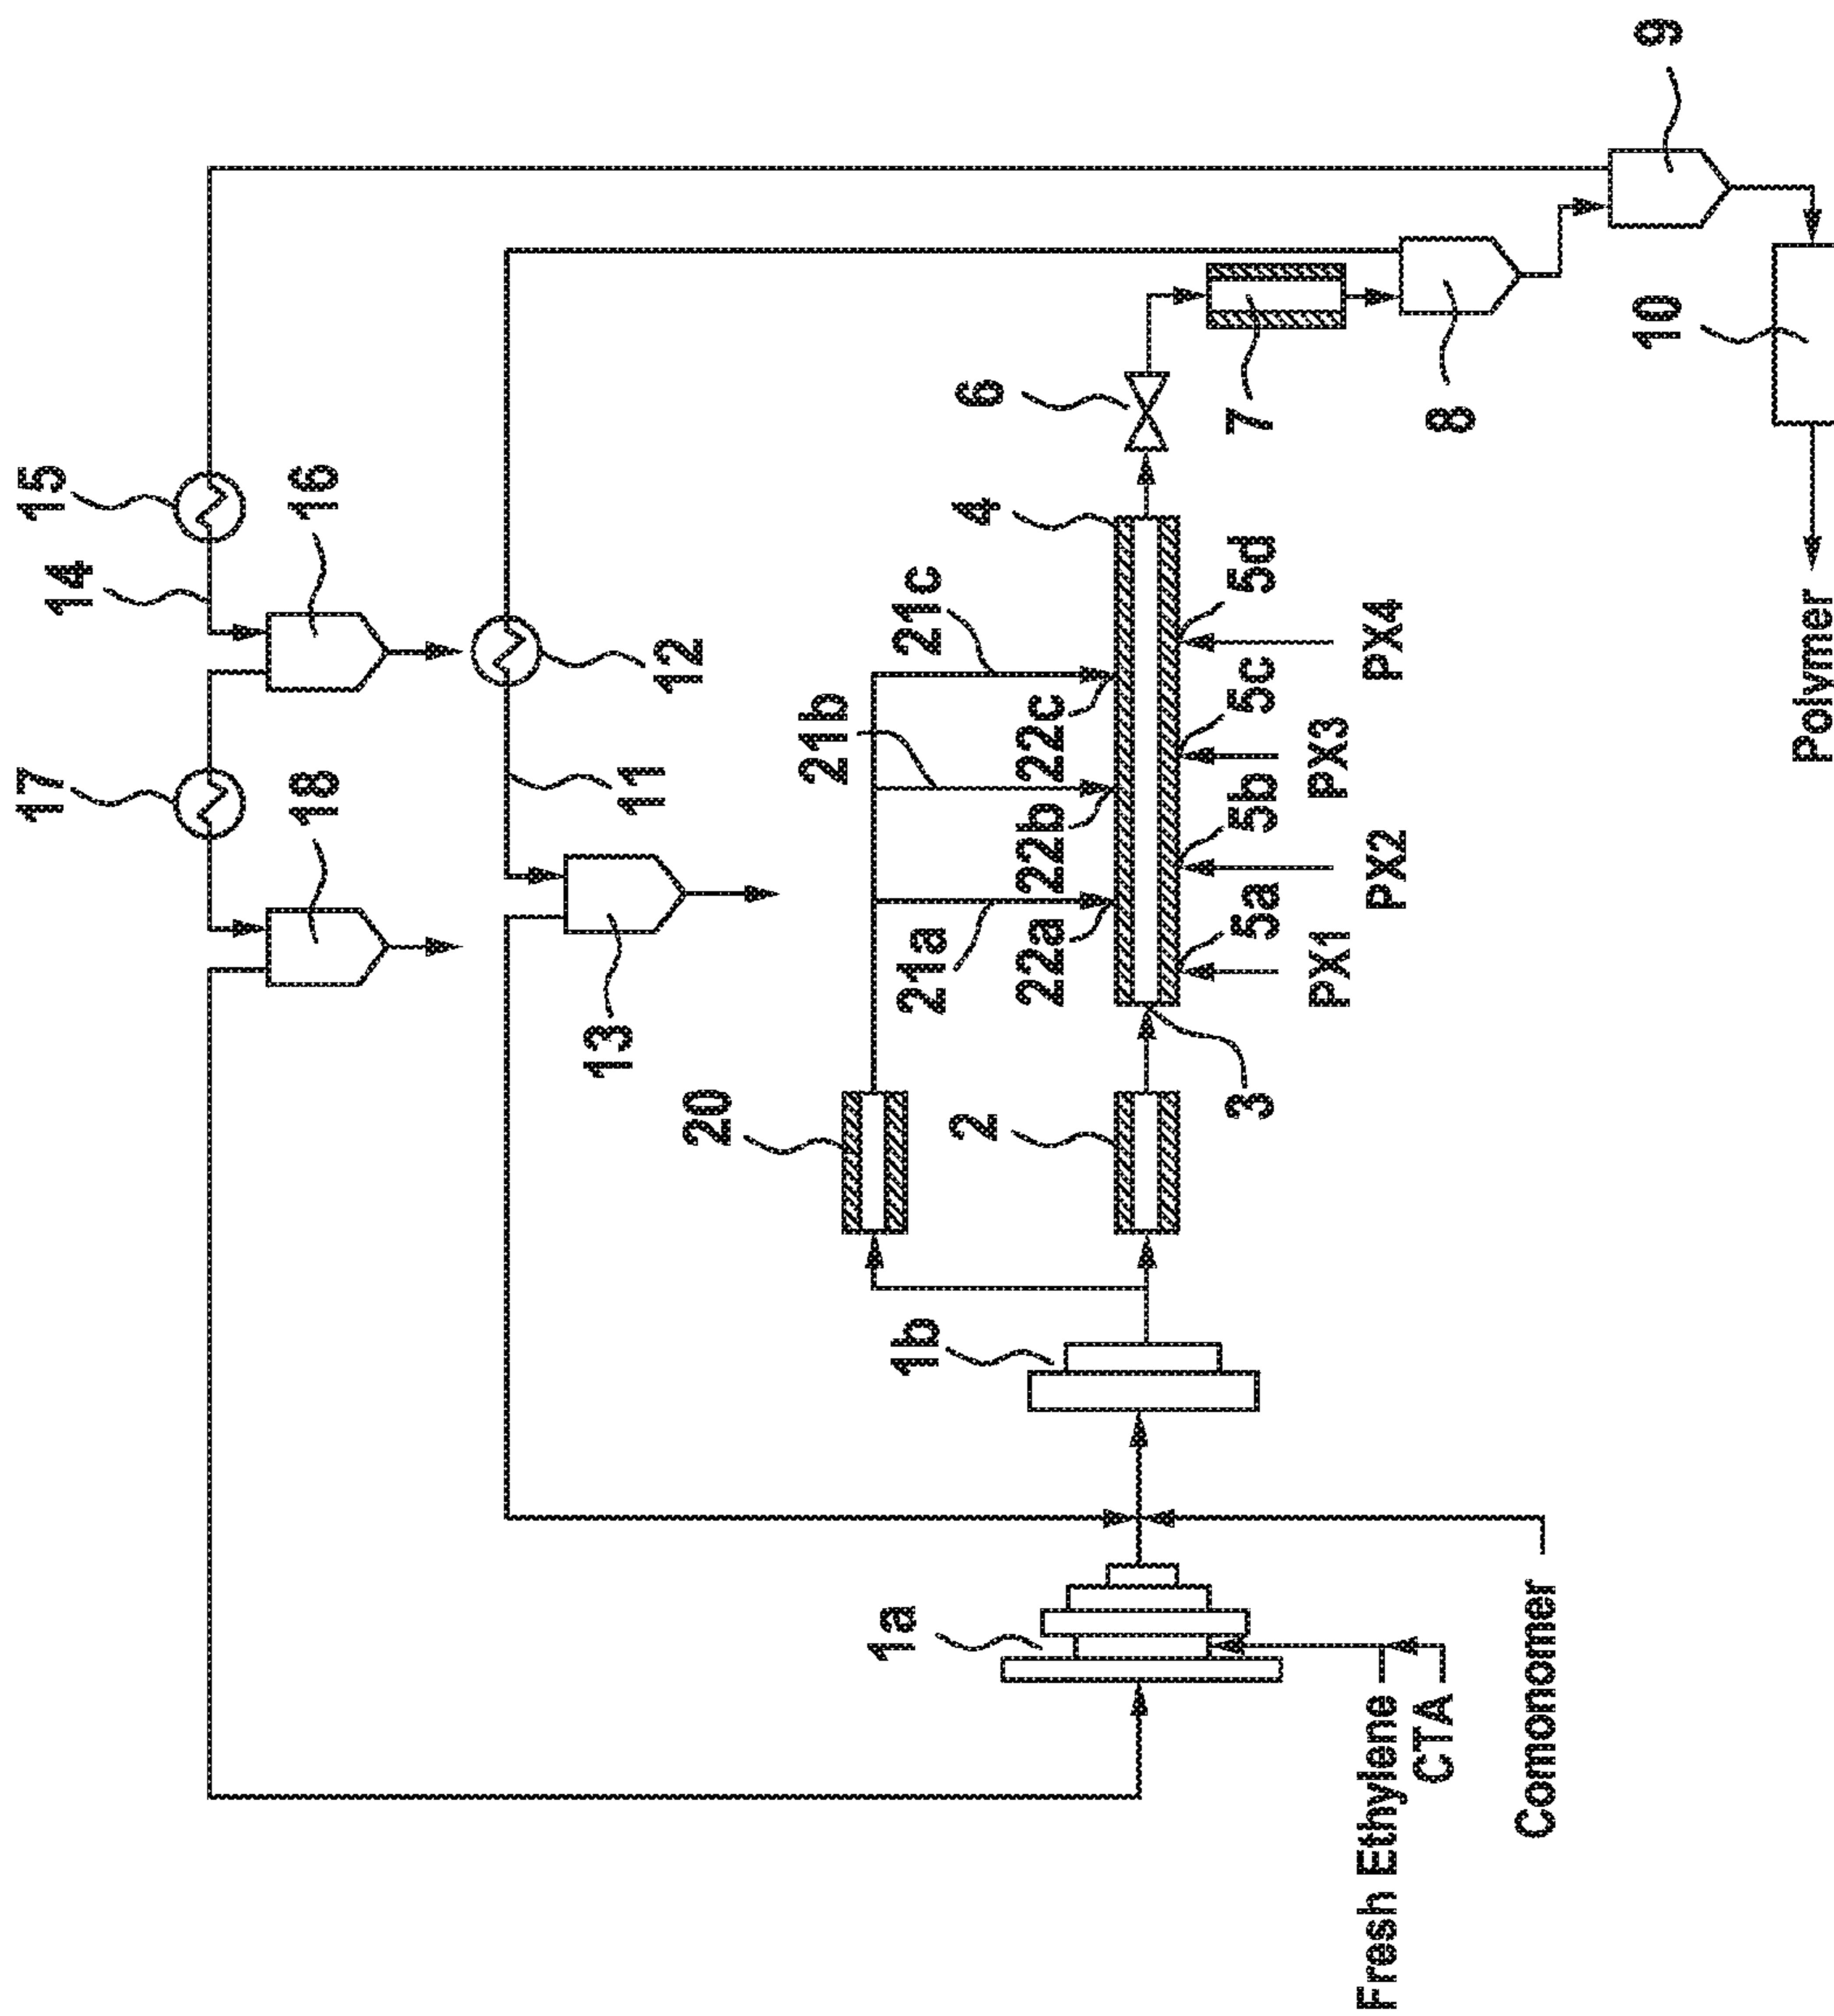 15
14
16
17
18
12
11
13
9
10
Polymer
8
7
6
4
21c
21b
21a
22c
22b
22a
5d
5c
5b
5a
PX4
PX3
PX2
PX1
3
20
2
1b
1a
Fresh Ethylene
CTA
Comonomer